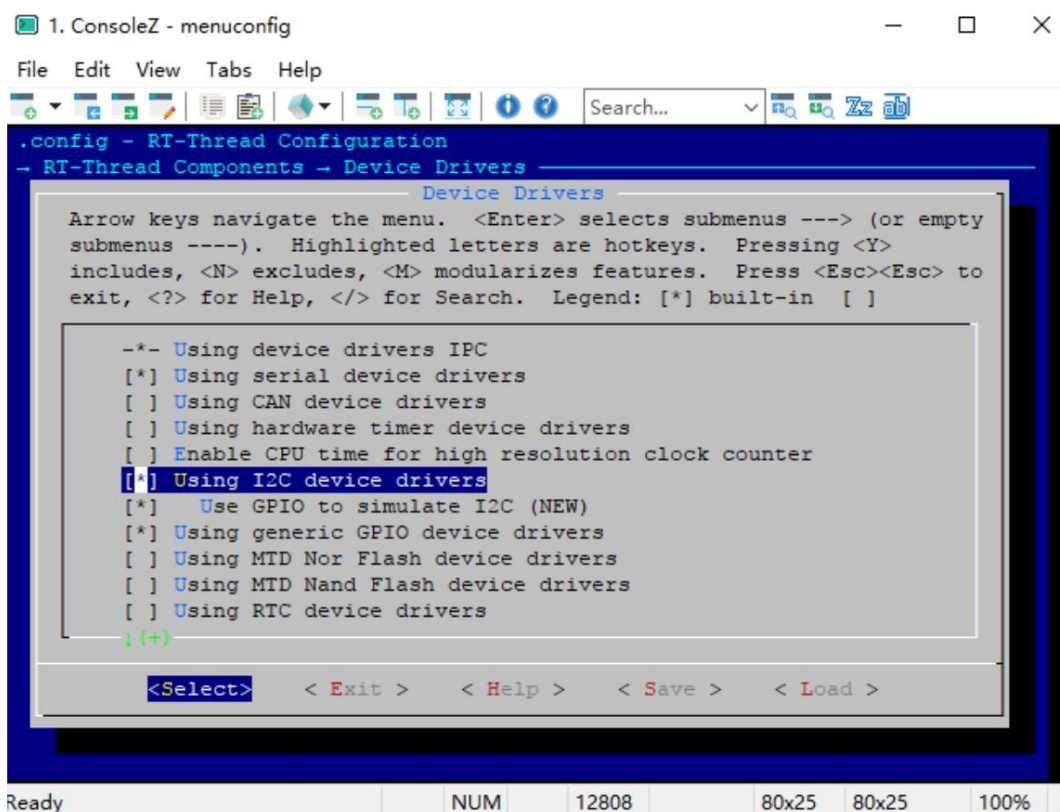 1. ConsoleZ - menuconfig
File Edit View Tabs Help
Search...
Zz ab
.config - RT-Thread Configuration
→ RT-Thread Components → Device Drivers
Device Drivers
Arrow keys navigate the menu. <Enter> selects submenus ---> (or empty
submenus ----). Highlighted letters are hotkeys. Pressing <Y>
includes, <N> excludes, <M> modularizes features. Press <Esc><Esc> to
exit, <?> for Help, </> for Search. Legend: [*] built-in [ ]
-*- Using device drivers IPC
[*] Using serial device drivers
[ ] Using CAN device drivers
[ ] Using hardware timer device drivers
[ ] Enable CPU time for high resolution clock counter
[*] Using I2C device drivers
[*] Use GPIO to simulate I2C (NEW)
[*] Using generic GPIO device drivers
[ ] Using MTD Nor Flash device drivers
[ ] Using MTD Nand Flash device drivers
[ ] Using RTC device drivers
↓(+)
<Select> < Exit > < Help > < Save > < Load >
Ready NUM 12808 80x25 80x25 100%